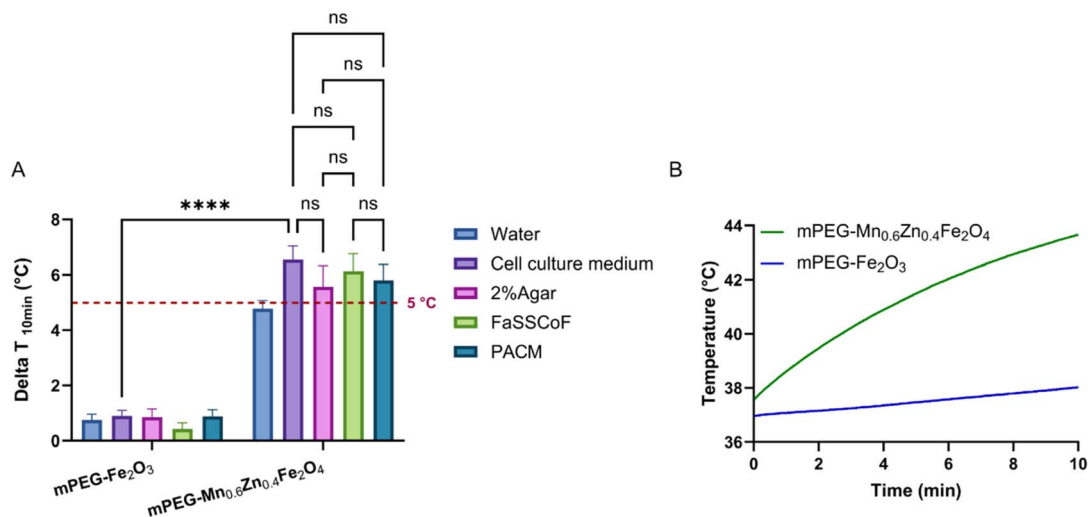 ns
ns
ns
ns
A
B
****
ns
ns
8
6
4
2
0
Delta T 10min (°C)
5 °C
mPEG-Fe₂O₃
mPEG-Mn₀.₆Zn₀.₄Fe₂O₄
Water
Cell culture medium
2%Agar
FaSSCoF
PACM
44
42
40
38
36
Temperature (°C)
mPEG-Mn₀.₆Zn₀.₄Fe₂O₄
mPEG-Fe₂O₃
0 2 4 6 8 10
Time (min)